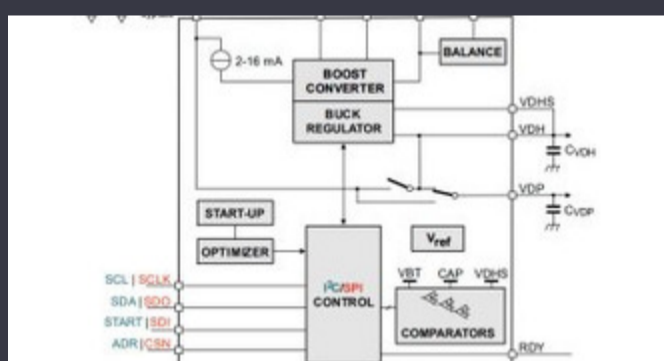 2-16 mA
BALANCE
BOOST
CONVERTER
BUCK
REGULATOR
VDHS
VDH
CVDH
VDP
CVDP
START-UP
OPTIMIZER
Vref
SCL | SCLK
SDA | SDO
START | SDI
ADR | CSN
I²C/SPI
CONTROL
VBT CAP VDHS
COMPARATORS
RDY